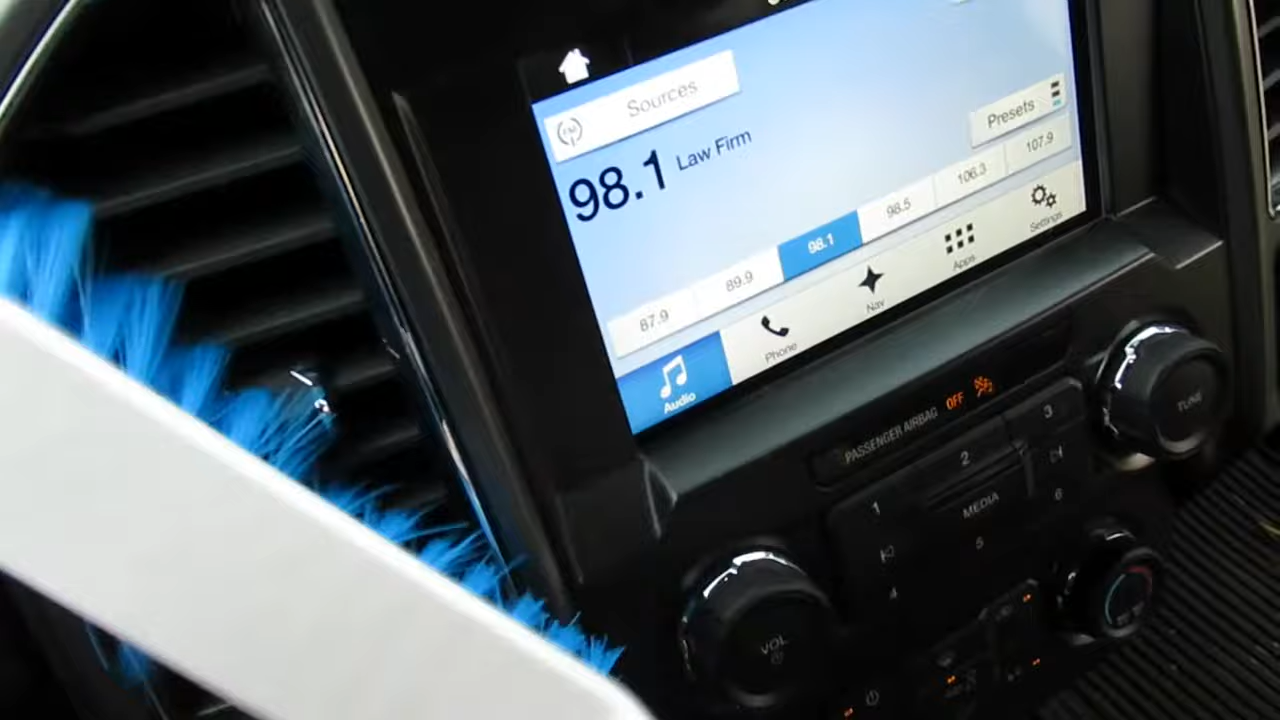 FM
Sources
98.1 Law Firm
Presets
87.9
89.9
98.1
98.5
106.3
107.9
Audio
Phone
Nav
Apps
Settings
PASSENGER AIRBAG OFF
1
2
3
MEDIA
4
5
6
VOL
TUNE